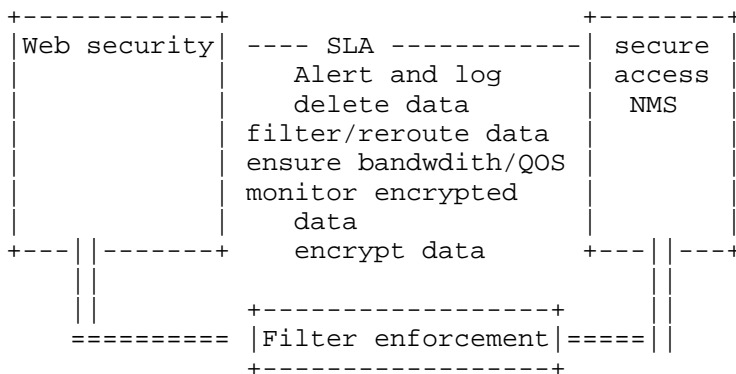 Web security ---- SLA ------------ secure
Alert and log access
delete data NMS
filter/reroute data
ensure bandwdith/QOS
monitor encrypted
data
encrypt data
Filter enforcement